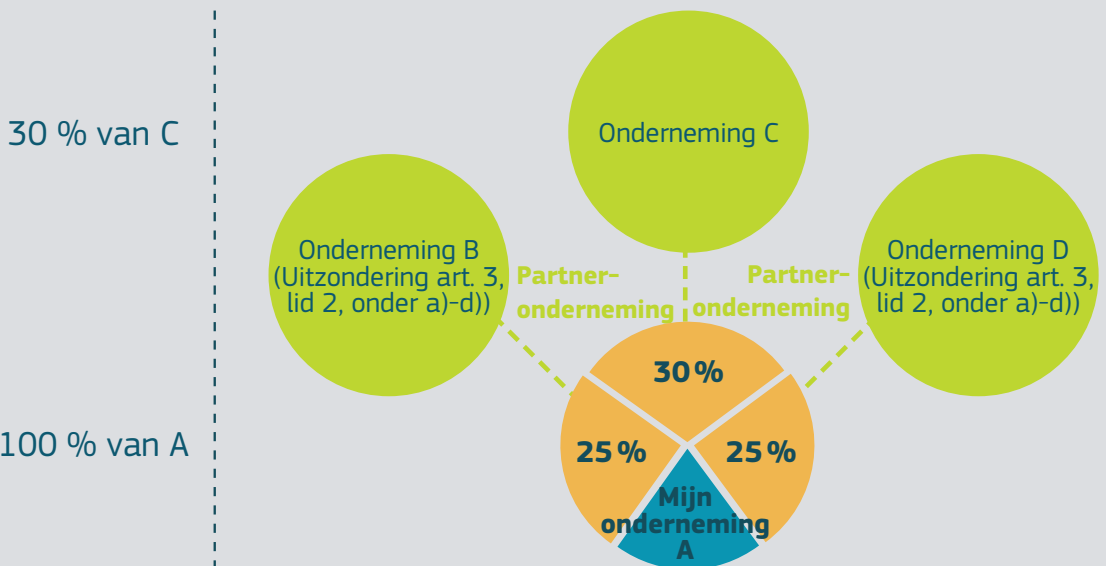 30 % van C
Onderneming C
Onderneming B
(Uitzondering art. 3,
lid 2, onder a)-d))
Partner-
onderneming
Partner-
onderneming
Onderneming D
(Uitzondering art. 3,
lid 2, onder a)-d))
30 %
100 % van A
25 %
25 %
Mijn
onderneming
A